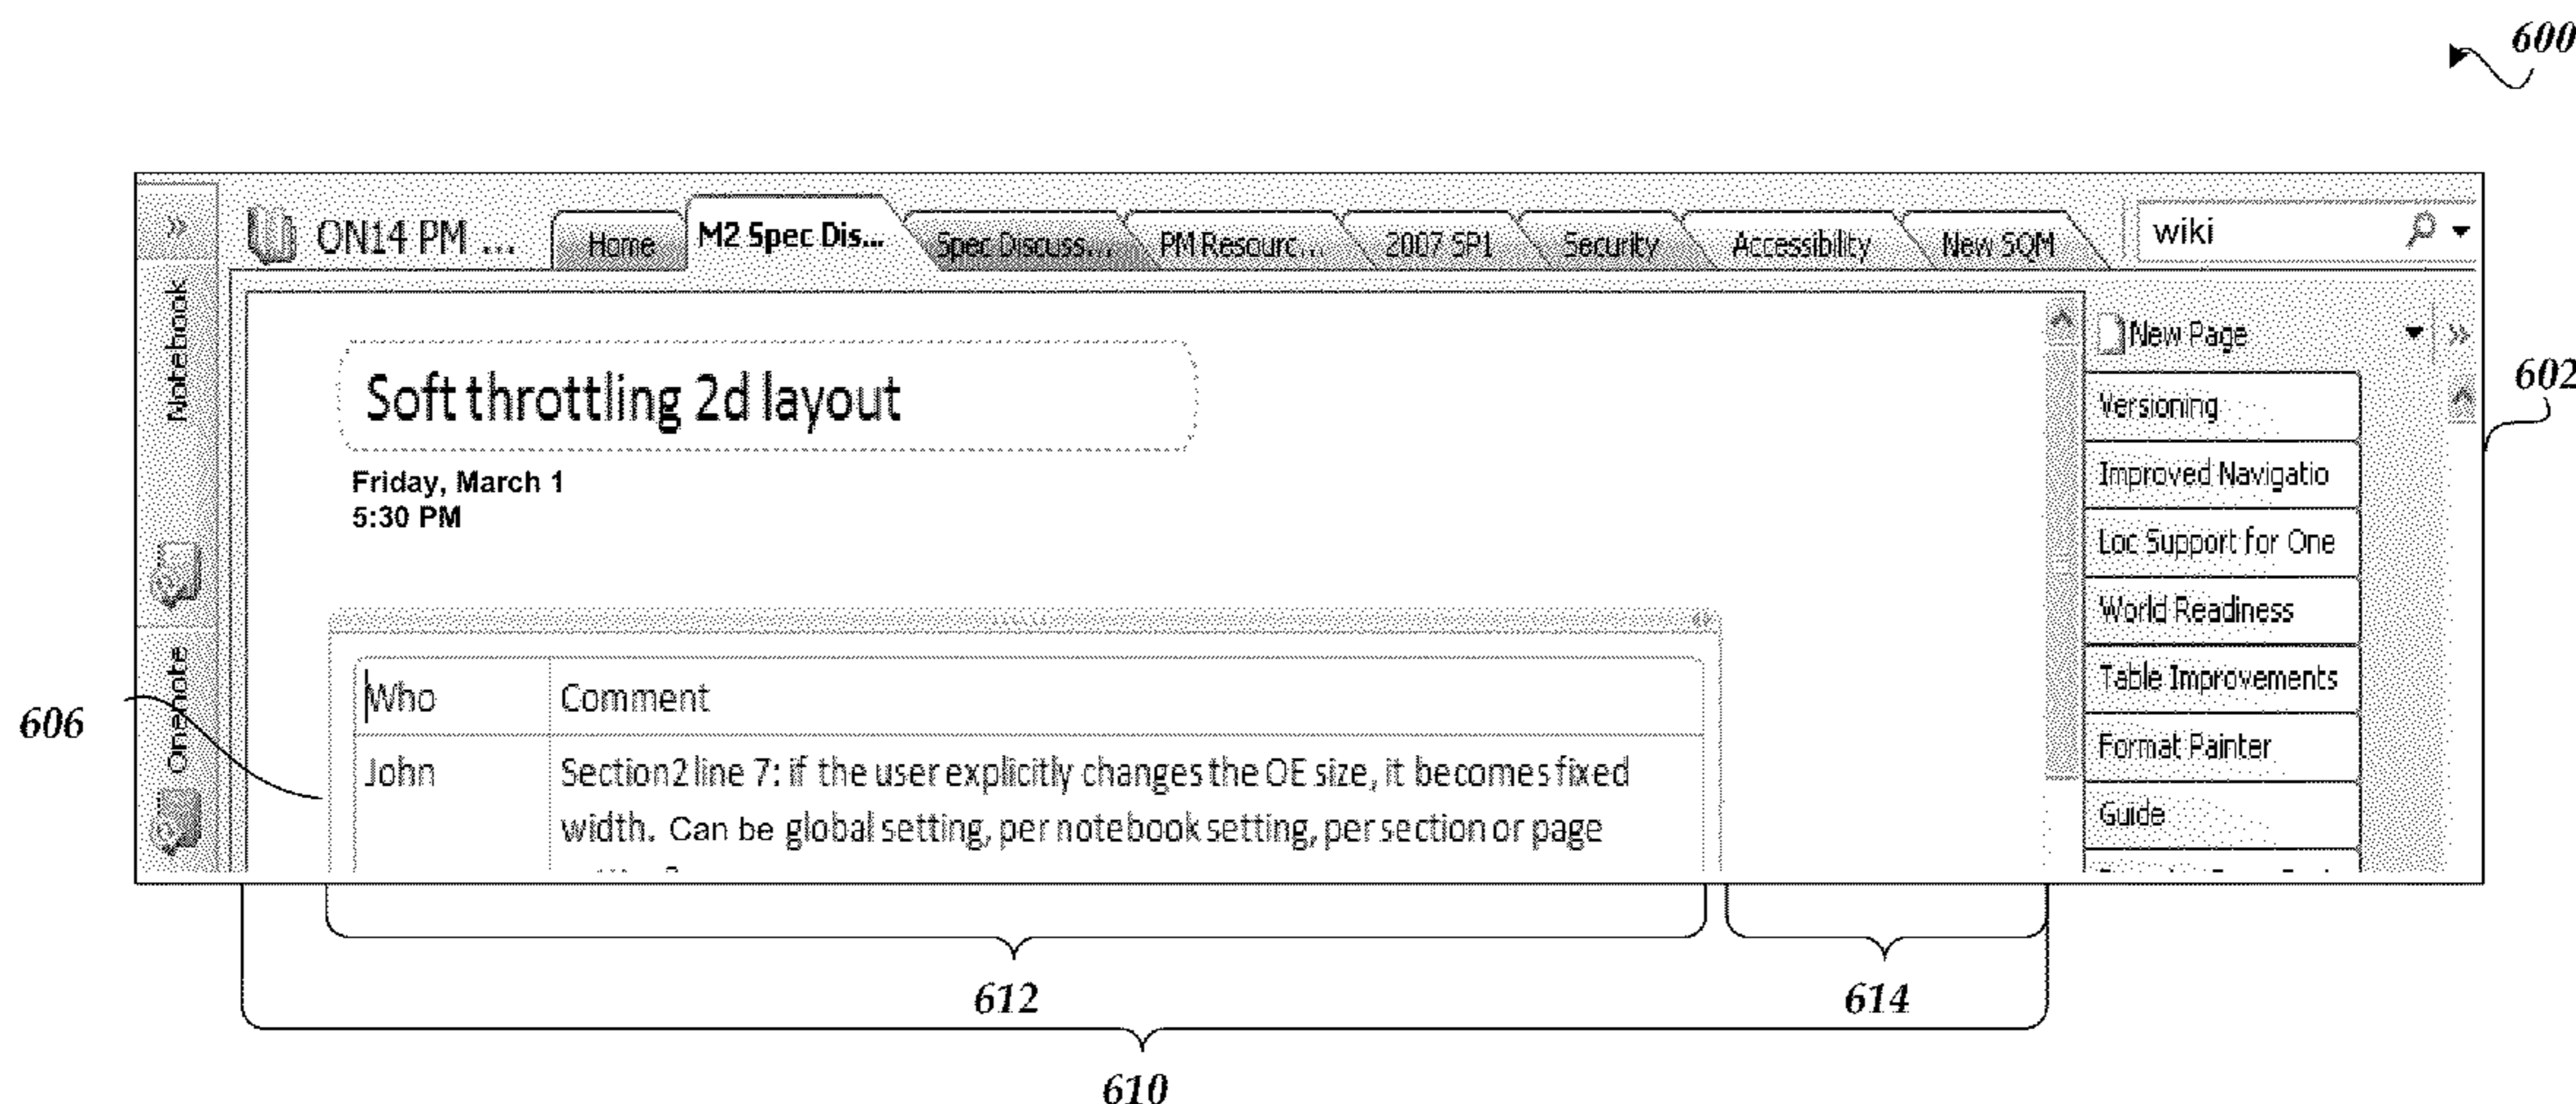 600
ON14 PM ...
Home
M2 Spec Dis...
Spec Discuss...
PM Resourc...
2007 SP1
Security
Accessibility
New SQM
wiki
Notebook
Onenote
Soft throttling 2d layout
Friday, March 1
5:30 PM
New Page
602
Versioning
Improved Navigatio
Loc Support for One
World Readiness
Table Improvements
Format Painter
Guide
606
Who Comment
John Section2 line 7: if the user explicitly changes the OE size, it becomes fixed
width. Can be global setting, per notebook setting, per section or page
612
614
610